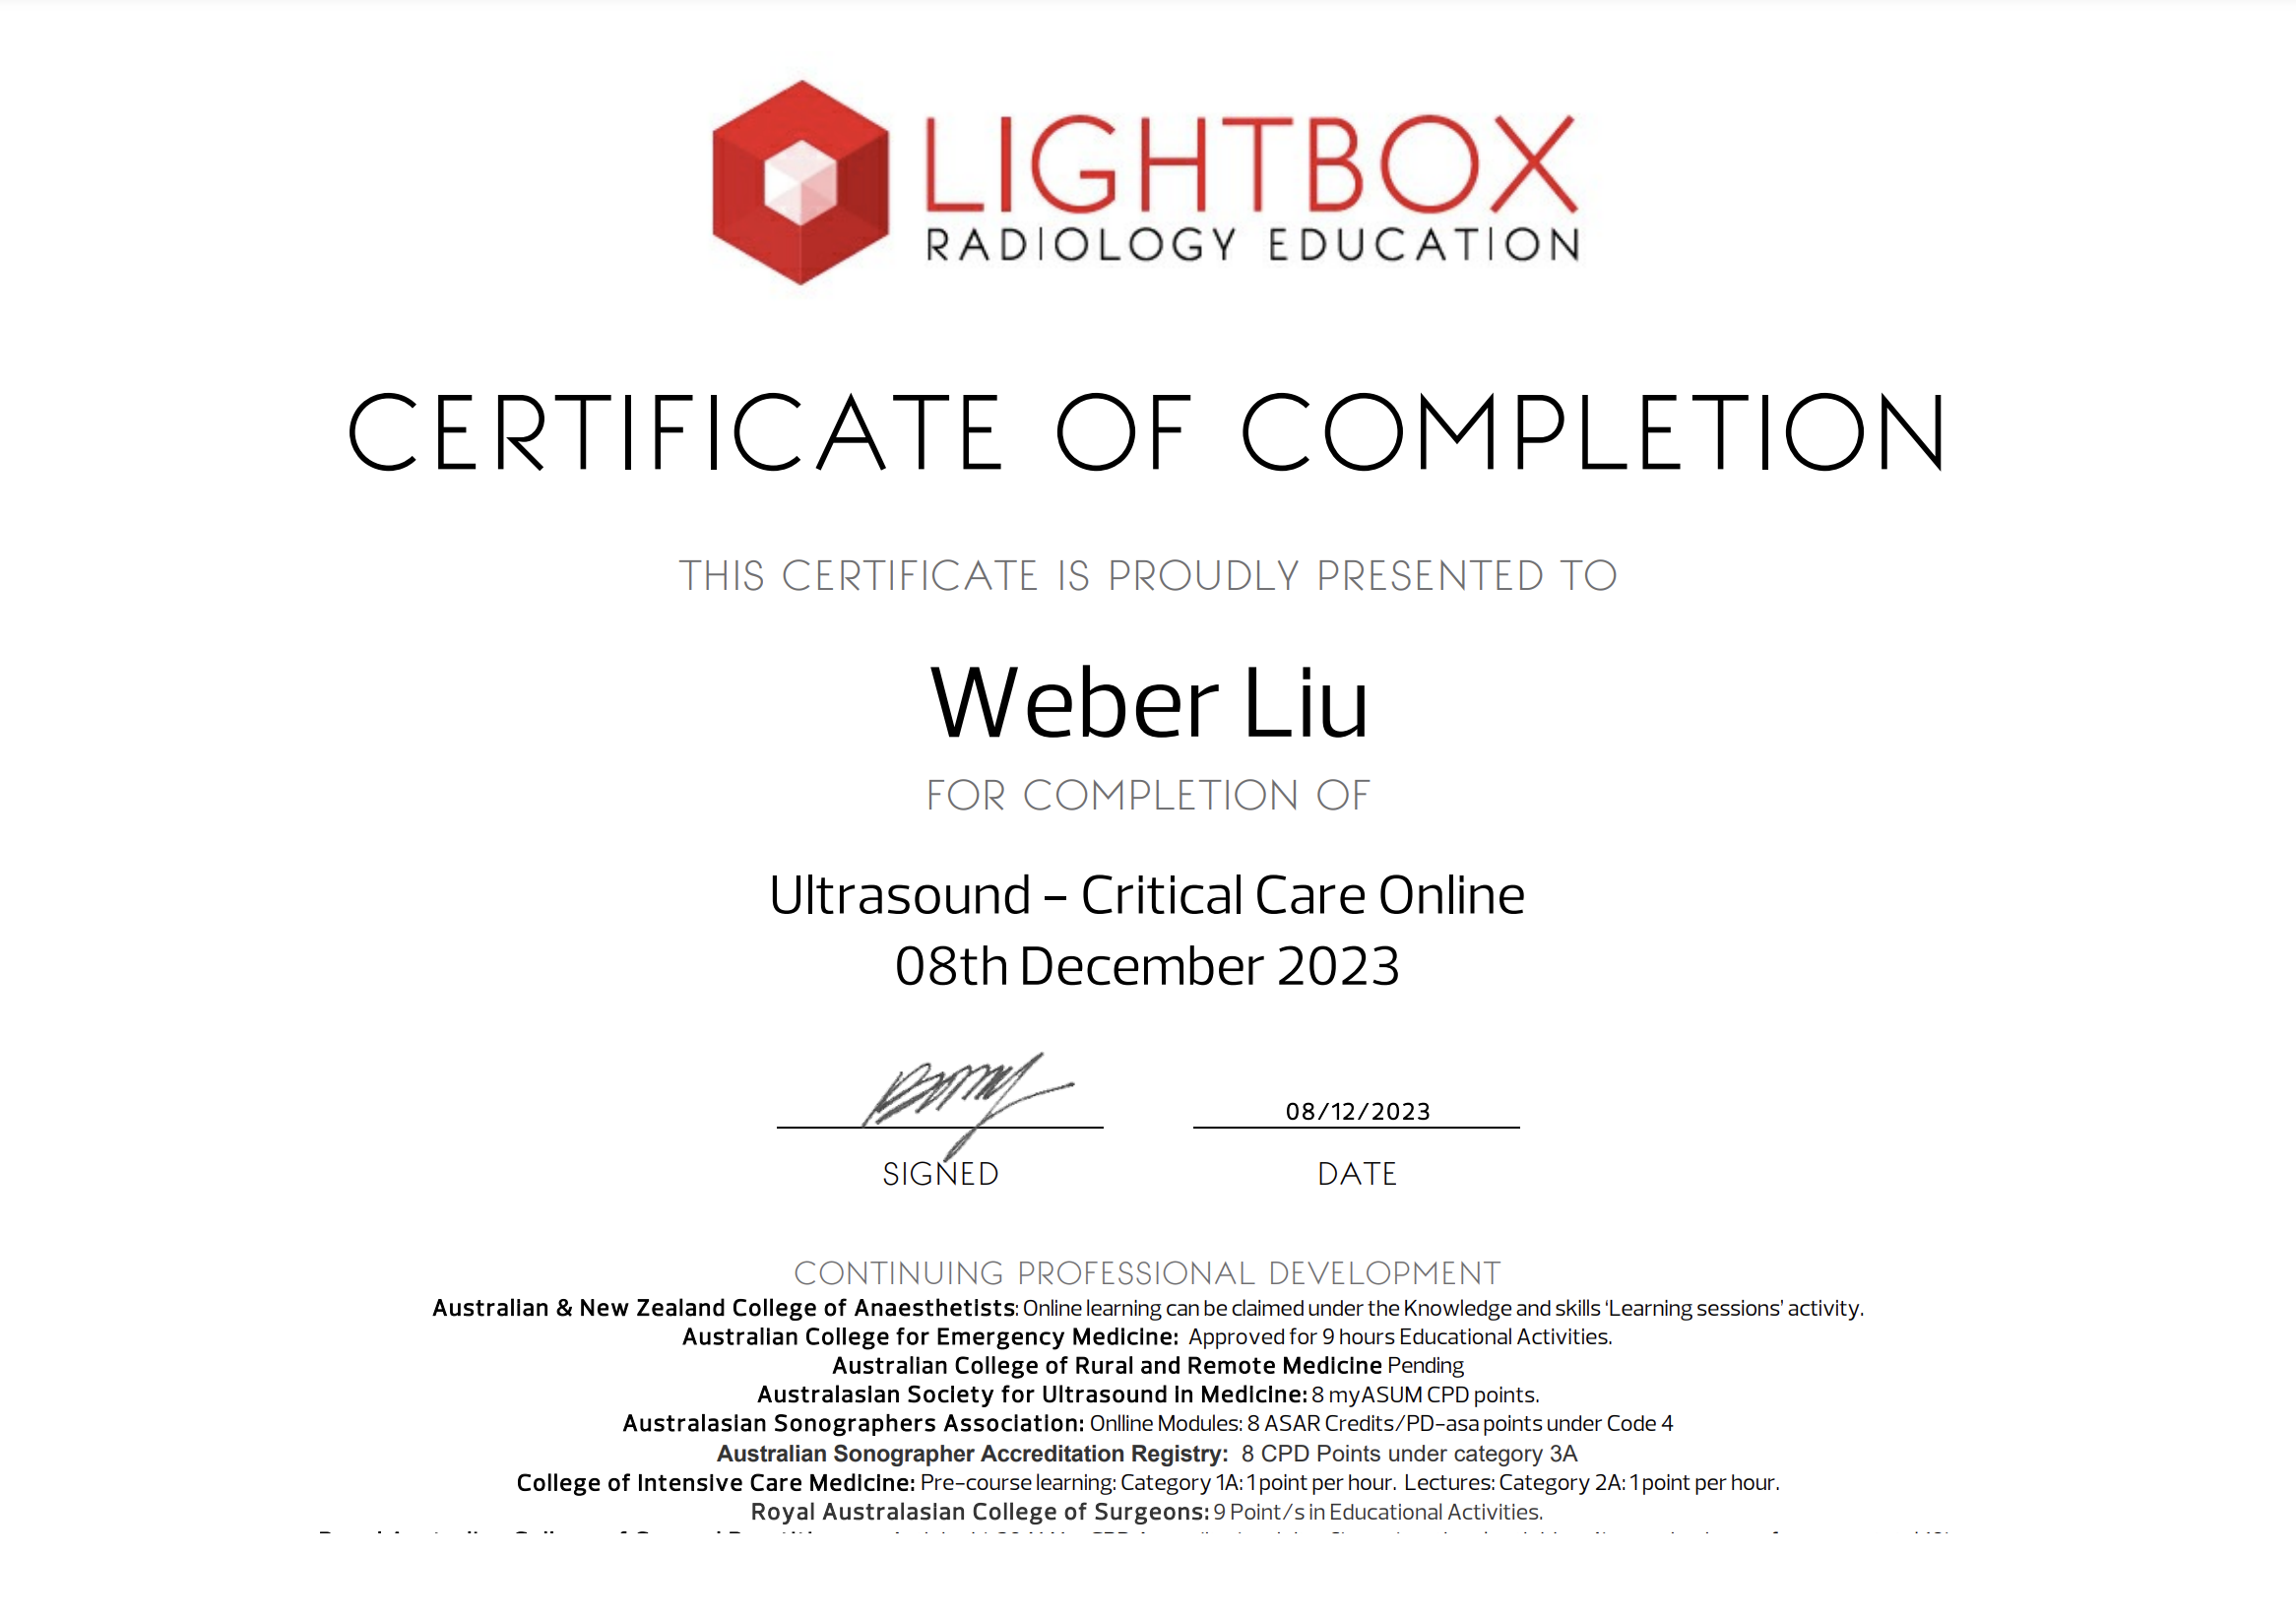 LIGHTBOX
RADIOLOGY EDUCATION
CERTIFICATE OF COMPLETION
THIS CERTIFICATE IS PROUDLY PRESENTED TO
Weber Liu
FOR COMPLETION OF
Ultrasound – Critical Care Online
08th December 2023
08/12/2023
SIGNED DATE
CONTINUING PROFESSIONAL DEVELOPMENT
Australian & New Zealand College of Anaesthetists: Online learning can be claimed under the Knowledge and skills ‘Learning sessions’ activity.
Australian College for Emergency Medicine: Approved for 9 hours Educational Activities.
Australian College of Rural and Remote Medicine Pending
Australasian Society for Ultrasound in Medicine: 8 myASUM CPD points.
Australasian Sonographers Association: Onlline Modules: 8 ASAR Credits/PD-asa points under Code 4
Australian Sonographer Accreditation Registry: 8 CPD Points under category 3A
College of Intensive Care Medicine: Pre-course learning: Category 1A: 1 point per hour. Lectures: Category 2A: 1 point per hour.
Royal Australasian College of Surgeons: 9 Point/s in Educational Activities.